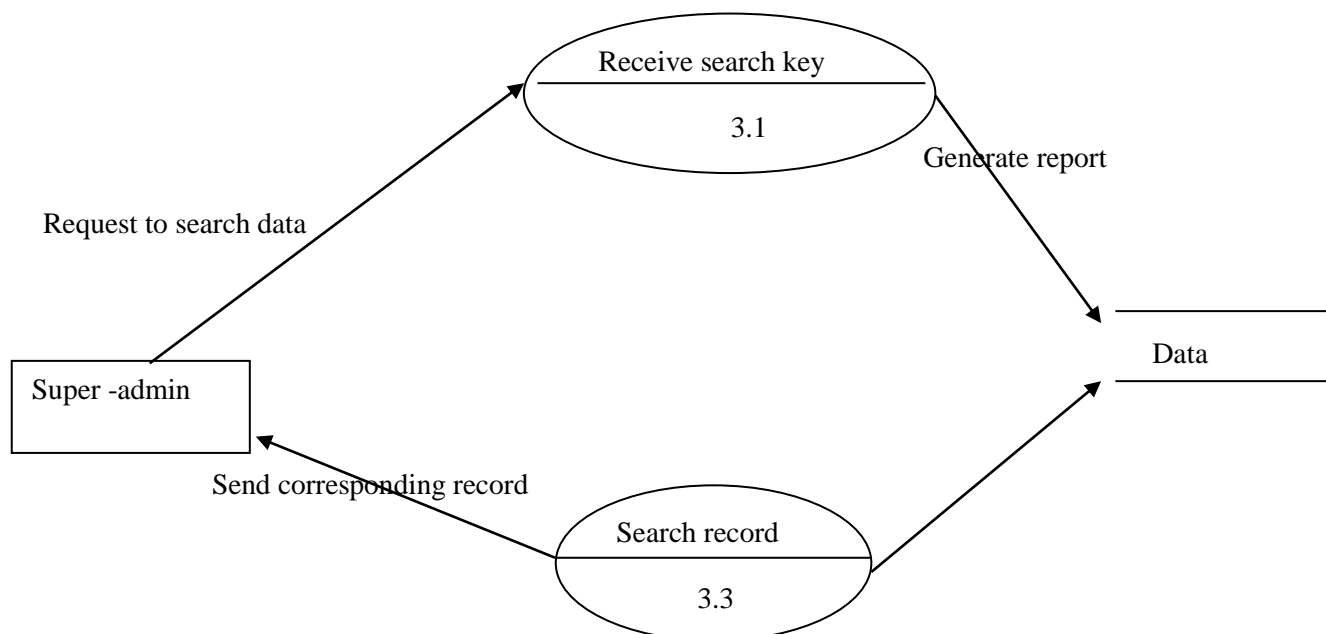 Receive search key
3.1
Generate report
Request to search data
Data
Super -admin
Send corresponding record
Search record
3.3